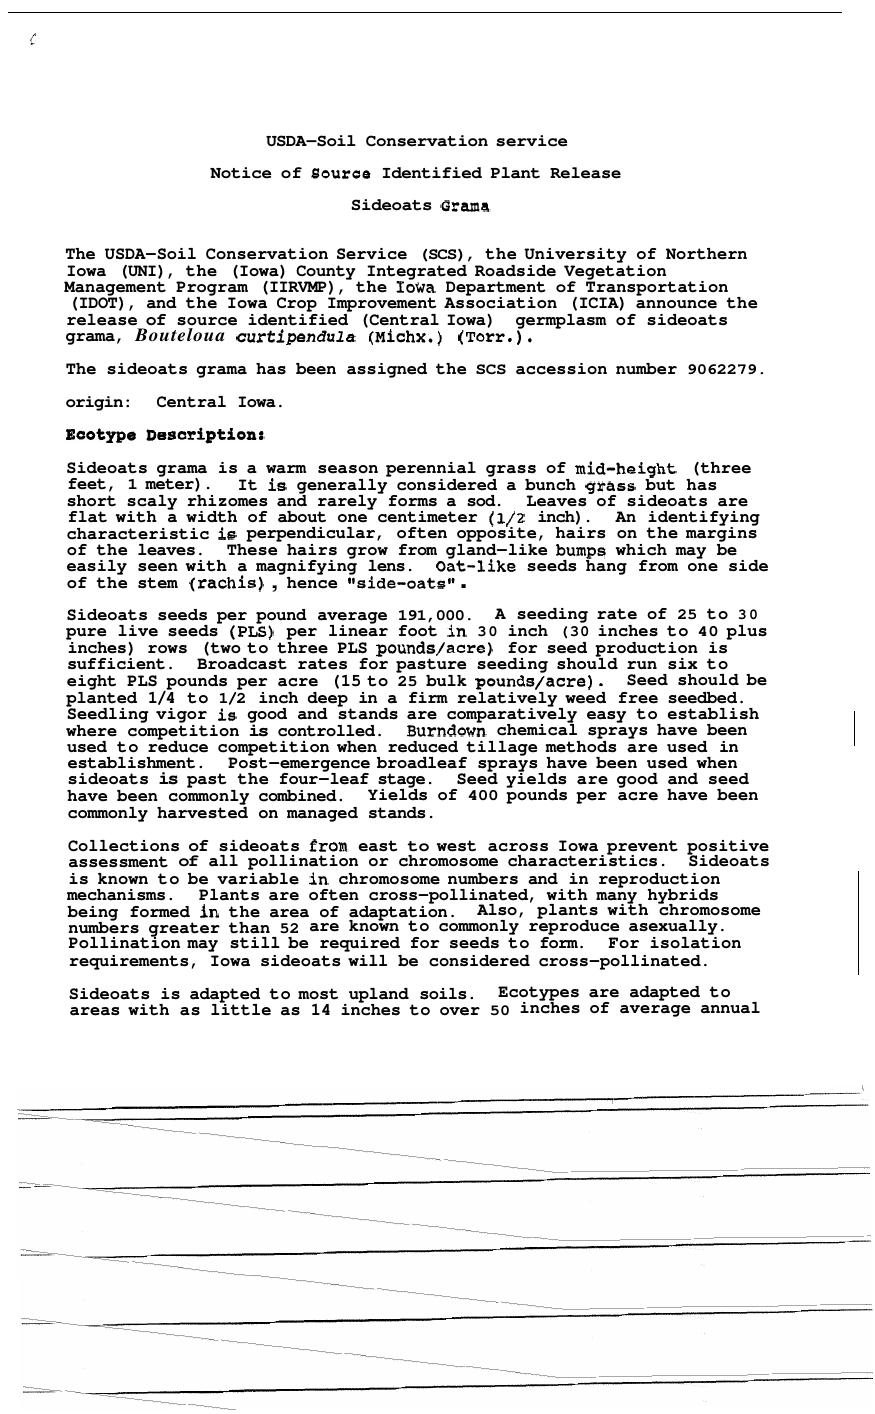 USDA—Soil Conservation service
Notice of Source Identified Plant Release
Sideoats Grama
The USDA—Soil Conservation Service (SCS), the University of Northern
Iowa (UNI), the (Iowa) County Integrated Roadside Vegetation
Management Program (IIRVMP), the Iowa Department of Transportation
(IDOT), and the Iowa Crop Improvement Association (ICIA) announce the
release of source identified (Central Iowa) germplasm of sideoats
grama, Bouteloua curtipendula (Michx.) (Torr.).
The sideoats grama has been assigned the SCS accession number 9062279.
origin: Central Iowa.
Ecotype Description:
Sideoats grama is a warm season perennial grass of mid-height (three
feet, 1 meter). It is generally considered a bunch grass but has
short scaly rhizomes and rarely forms a sod. Leaves of sideoats are
flat with a width of about one centimeter (1/2 inch). An identifying
characteristic is perpendicular, often opposite, hairs on the margins
of the leaves. These hairs grow from gland—like bumps which may be
easily seen with a magnifying lens. Oat-like seeds hang from one side
of the stem (rachis), hence "side—oats".
Sideoats seeds per pound average 191,000. A seeding rate of 25 to 30
pure live seeds (PLS) per linear foot in 30 inch (30 inches to 40 plus
inches) rows (two to three PLS pounds/acre) for seed production is
sufficient. Broadcast rates for pasture seeding should run six to
eight PLS pounds per acre (15 to 25 bulk pounds/acre). Seed should be
planted 1/4 to 1/2 inch deep in a firm relatively weed free seedbed.
Seedling vigor is good and stands are comparatively easy to establish
where competition is controlled. Burndown chemical sprays have been
used to reduce competition when reduced tillage methods are used in
establishment. Post—emergence broadleaf sprays have been used when
sideoats is past the four—leaf stage. Seed yields are good and seed
have been commonly combined. Yields of 400 pounds per acre have been
commonly harvested on managed stands.
Collections of sideoats from east to west across Iowa prevent positive
assessment of all pollination or chromosome characteristics. Sideoats
is known to be variable in chromosome numbers and in reproduction
mechanisms. Plants are often cross—pollinated, with many hybrids
being formed in the area of adaptation. Also, plants with chromosome
numbers greater than 52 are known to commonly reproduce asexually.
Pollination may still be required for seeds to form. For isolation
requirements, Iowa sideoats will be considered cross—pollinated.
Sideoats is adapted to most upland soils. Ecotypes are adapted to
areas with as little as 14 inches to over 50 inches of average annual